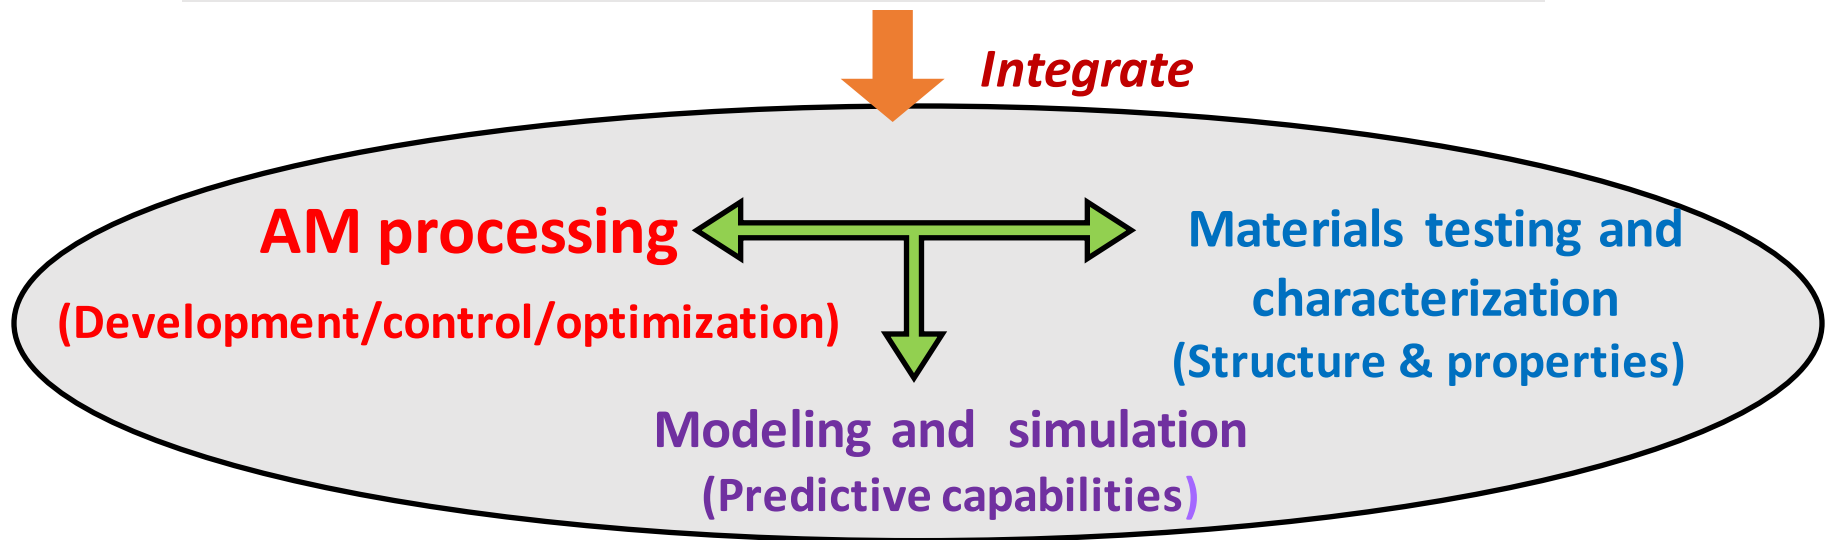 Integrate
AM processing
(Development/control/optimization)
Materials testing and
characterization
(Structure & properties)
Modeling and simulation
(Predictive capabilities)